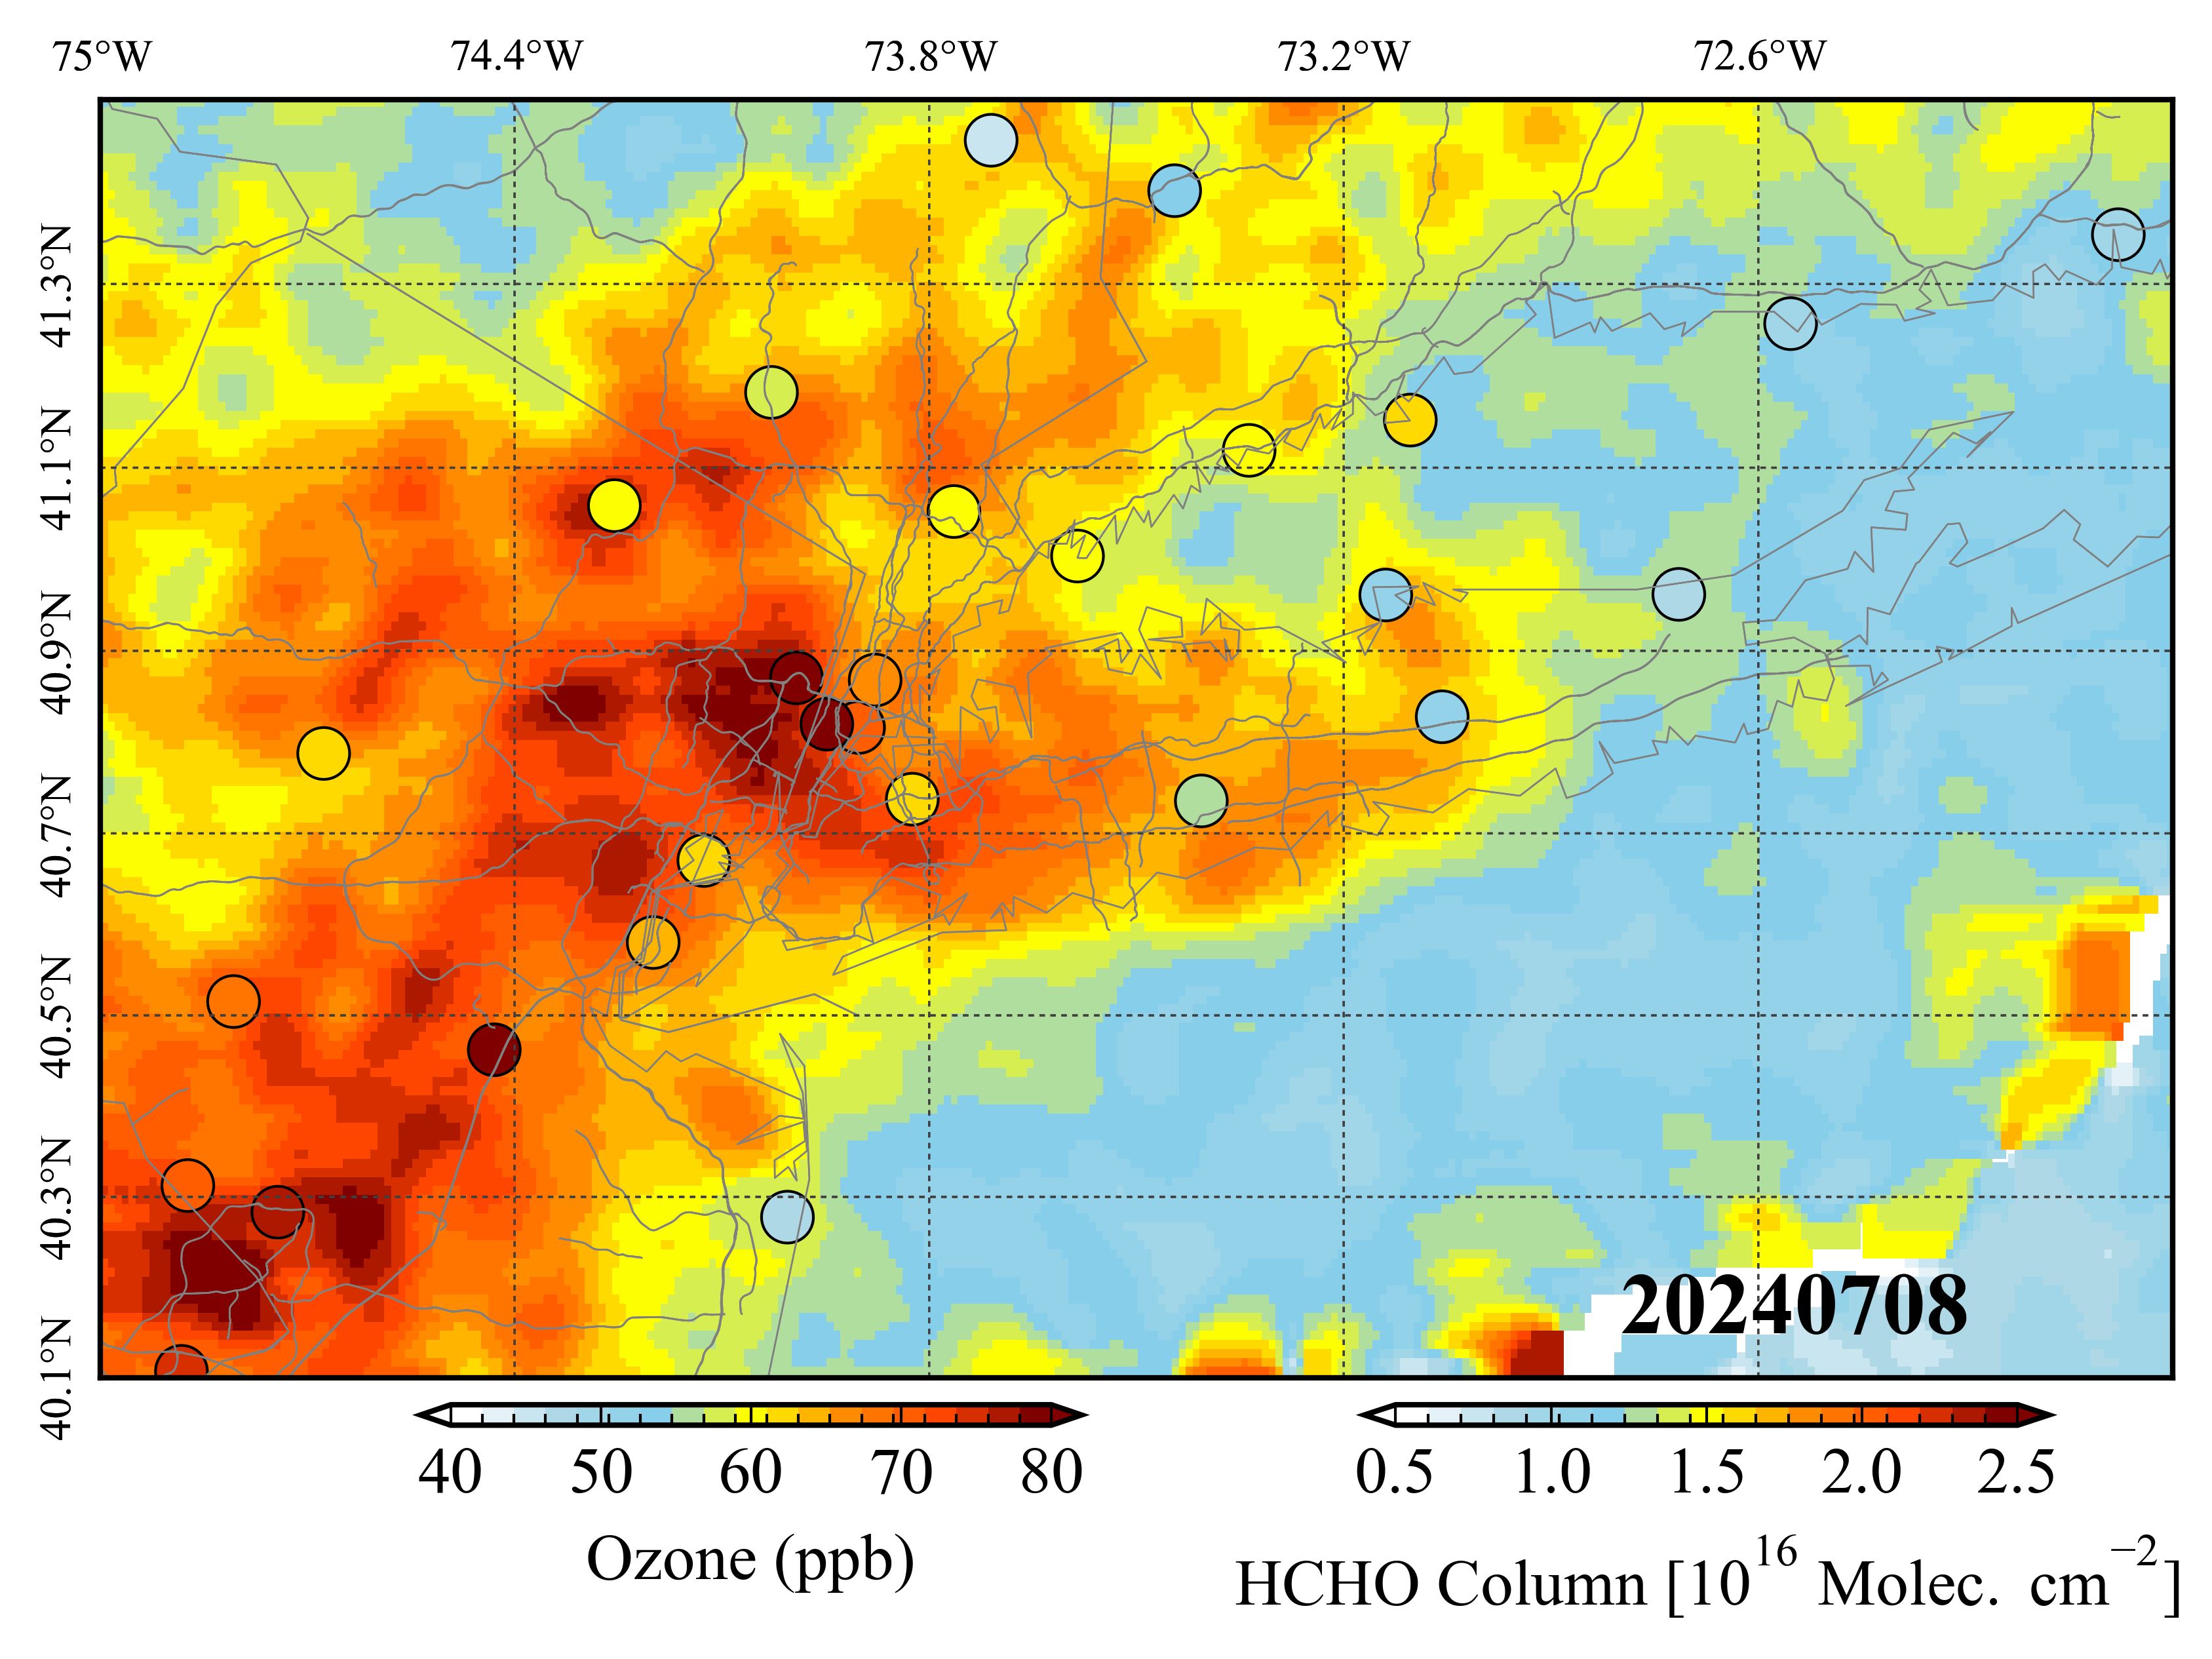 75°W 74.4°W 73.8°W 73.2°W 72.6°W
41.3°N
41.1°N
40.9°N
40.7°N
40.5°N
40.3°N
40.1°N
20240708
40 50 60 70 80
0.5 1.0 1.5 2.0 2.5
Ozone (ppb)
HCHO Column [10^16 Molec. cm^−2]